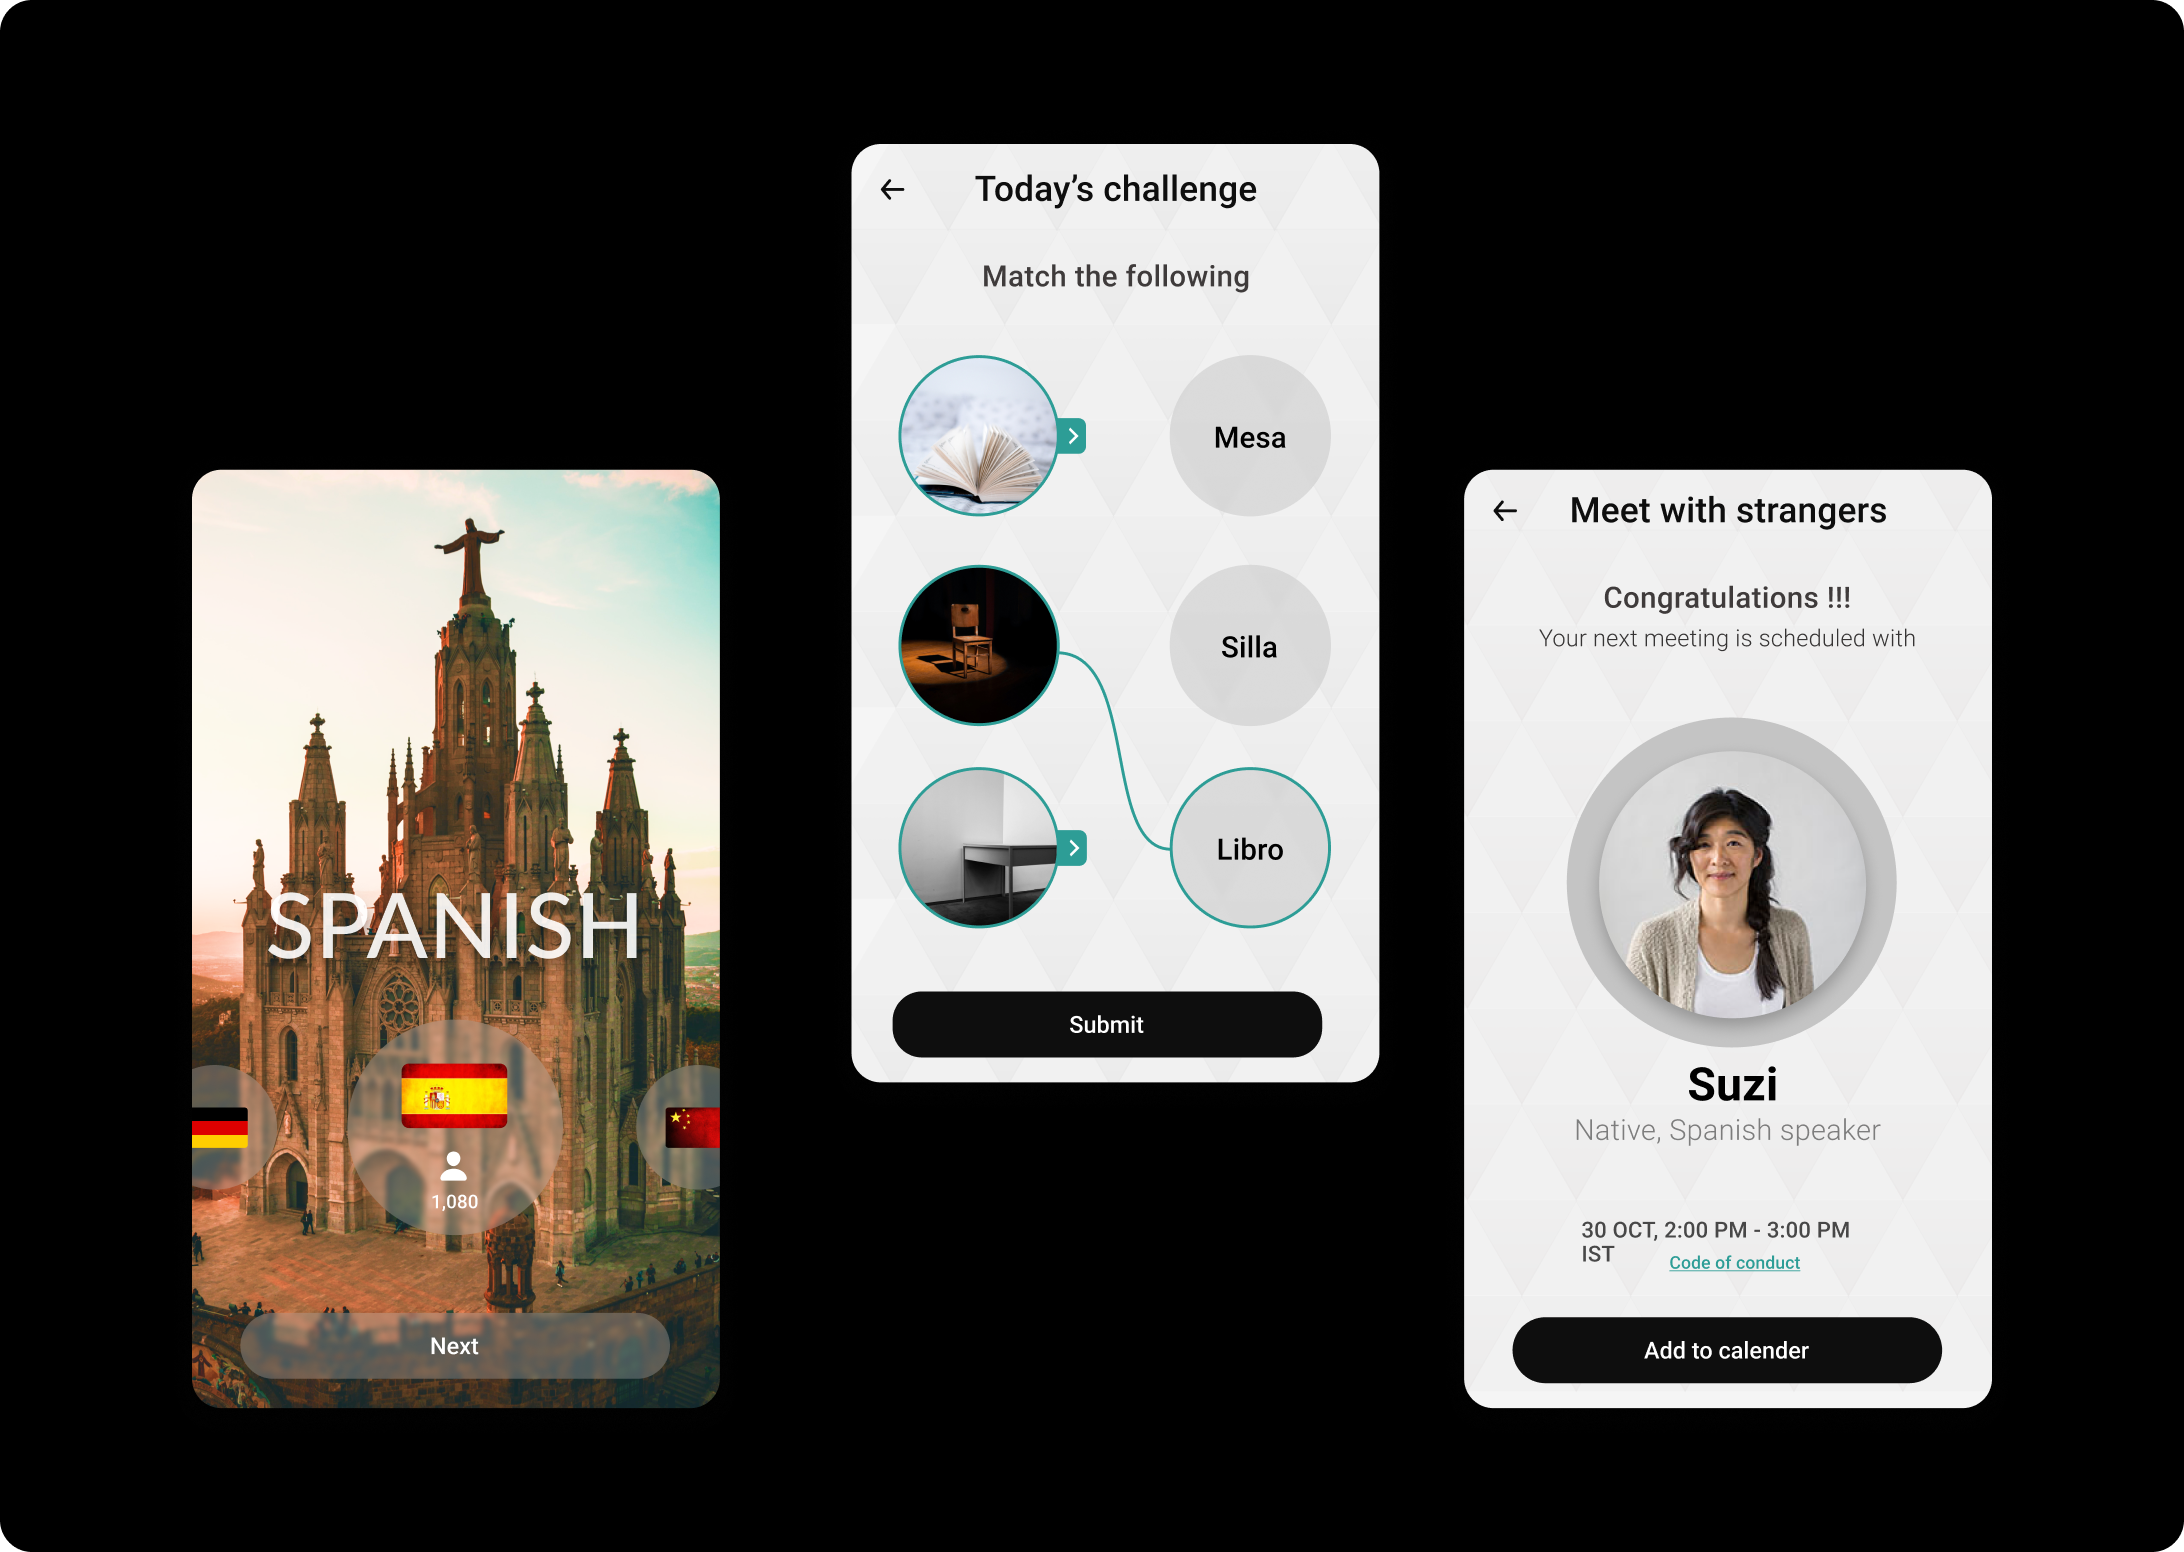 SPANISH
1,080
Next
Today’s challenge
Match the following
Mesa
Silla
Libro
Submit
Meet with strangers
Congratulations !!!
Your next meeting is scheduled with
Suzi
Native, Spanish speaker
30 OCT, 2:00 PM - 3:00 PM
IST
Code of conduct
Add to calender